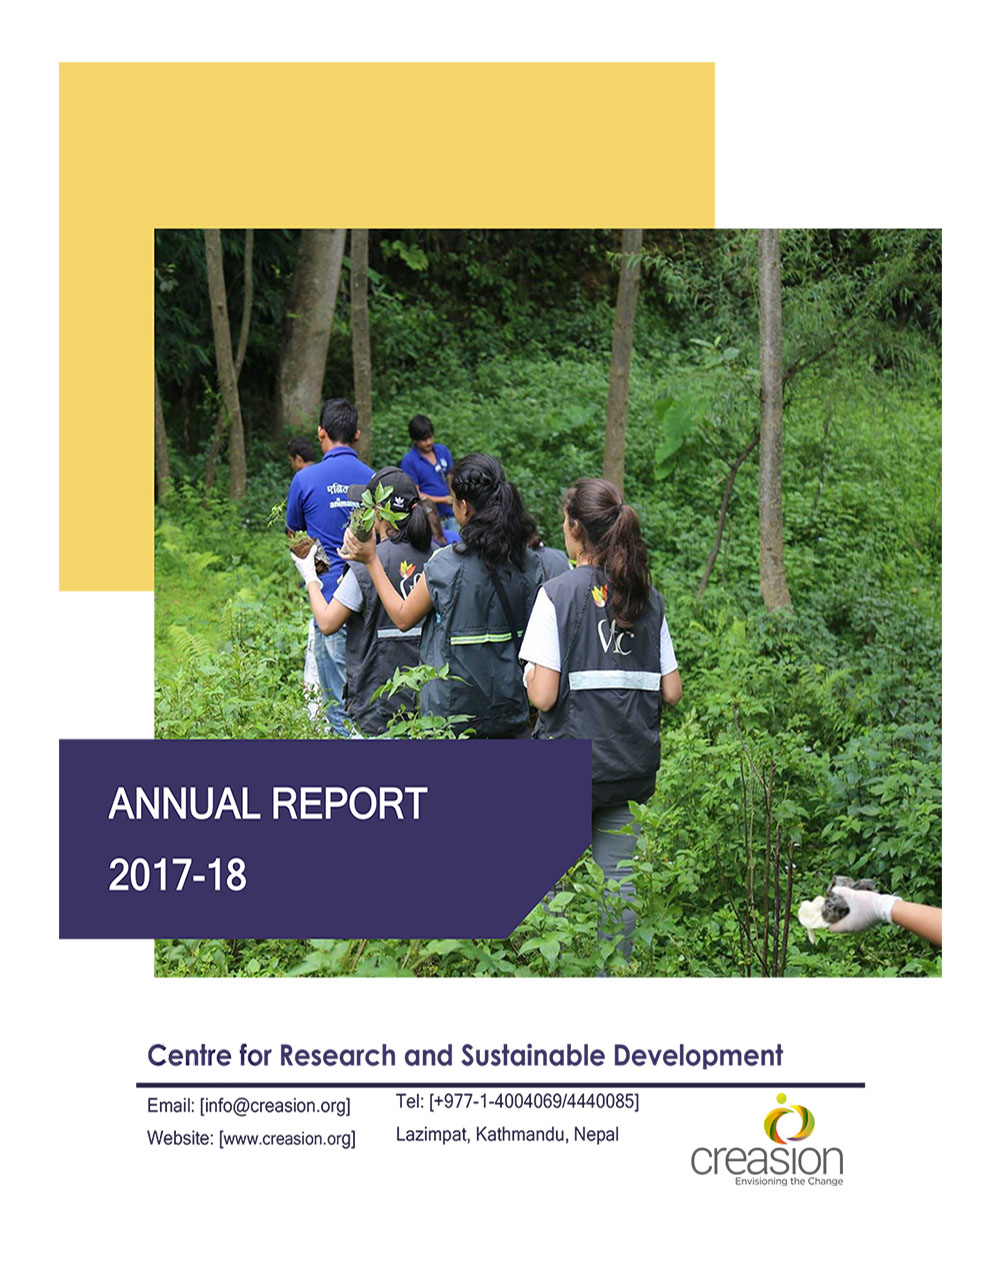 दृष्टि
VFC
ANNUAL REPORT
2017-18
Centre for Research and Sustainable Development
Email: [info@creasion.org]
Tel: [+977-1-4004069/4440085]
Website: [www.creasion.org]
Lazimpat, Kathmandu, Nepal
creasion
Envisioning the Change